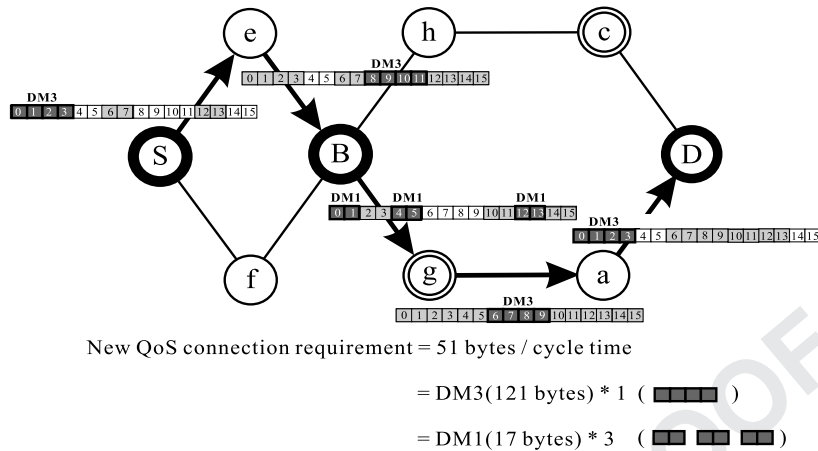 e
h
c
DM3
0 1 2 3 4 5 6 7 8 9 10 11 12 13 14 15
DM3
0 1 2 3 4 5 6 7 8 9 10 11 12 13 14 15
S
B
D
DM1 DM1 DM1
0 1 2 3 4 5 6 7 8 9 10 11 12 13 14 15
DM3
0 1 2 3 4 5 6 7 8 9 10 11 12 13 14 15
f
g
a
DM3
0 1 2 3 4 5 6 7 8 9 10 11 12 13 14 15
New QoS connection requirement = 51 bytes / cycle time
= DM3(121 bytes) * 1 ( )
= DM1(17 bytes) * 3 ( )
OOF